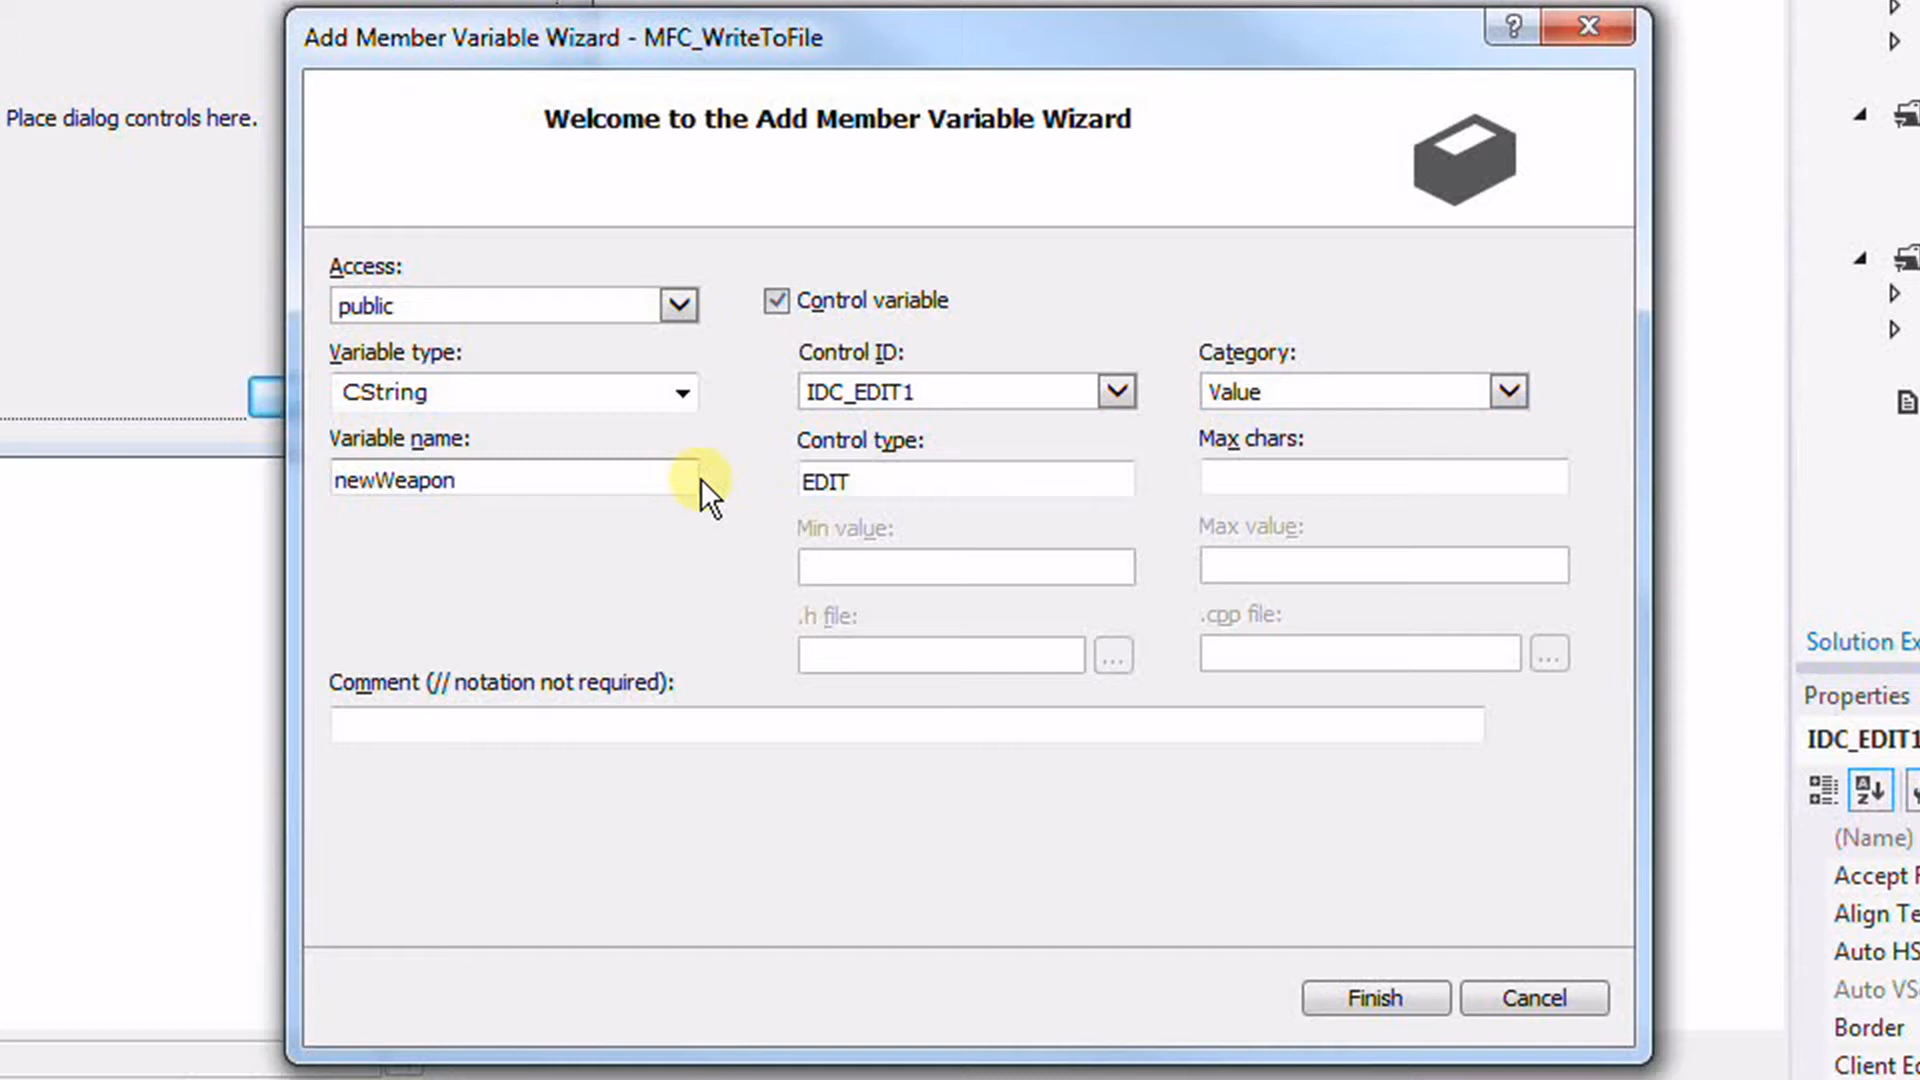 Add Member Variable Wizard - MFC_WriteToFile
?
Place dialog controls here.
Welcome to the Add Member Variable Wizard
Access:
public
Control variable
Variable type:
Control ID:
Category:
CString
IDC_EDIT1
Value
Variable name:
Control type:
Max chars:
newWeapon
EDIT
Min value:
Max value:
.h file:
.cpp file:
...
...
Comment (// notation not required):
Solution Ex
Properties
IDC_EDIT1
(Name)
Accept F
Align Te
Auto HS
Auto VS
Border
Client Ed
Finish
Cancel